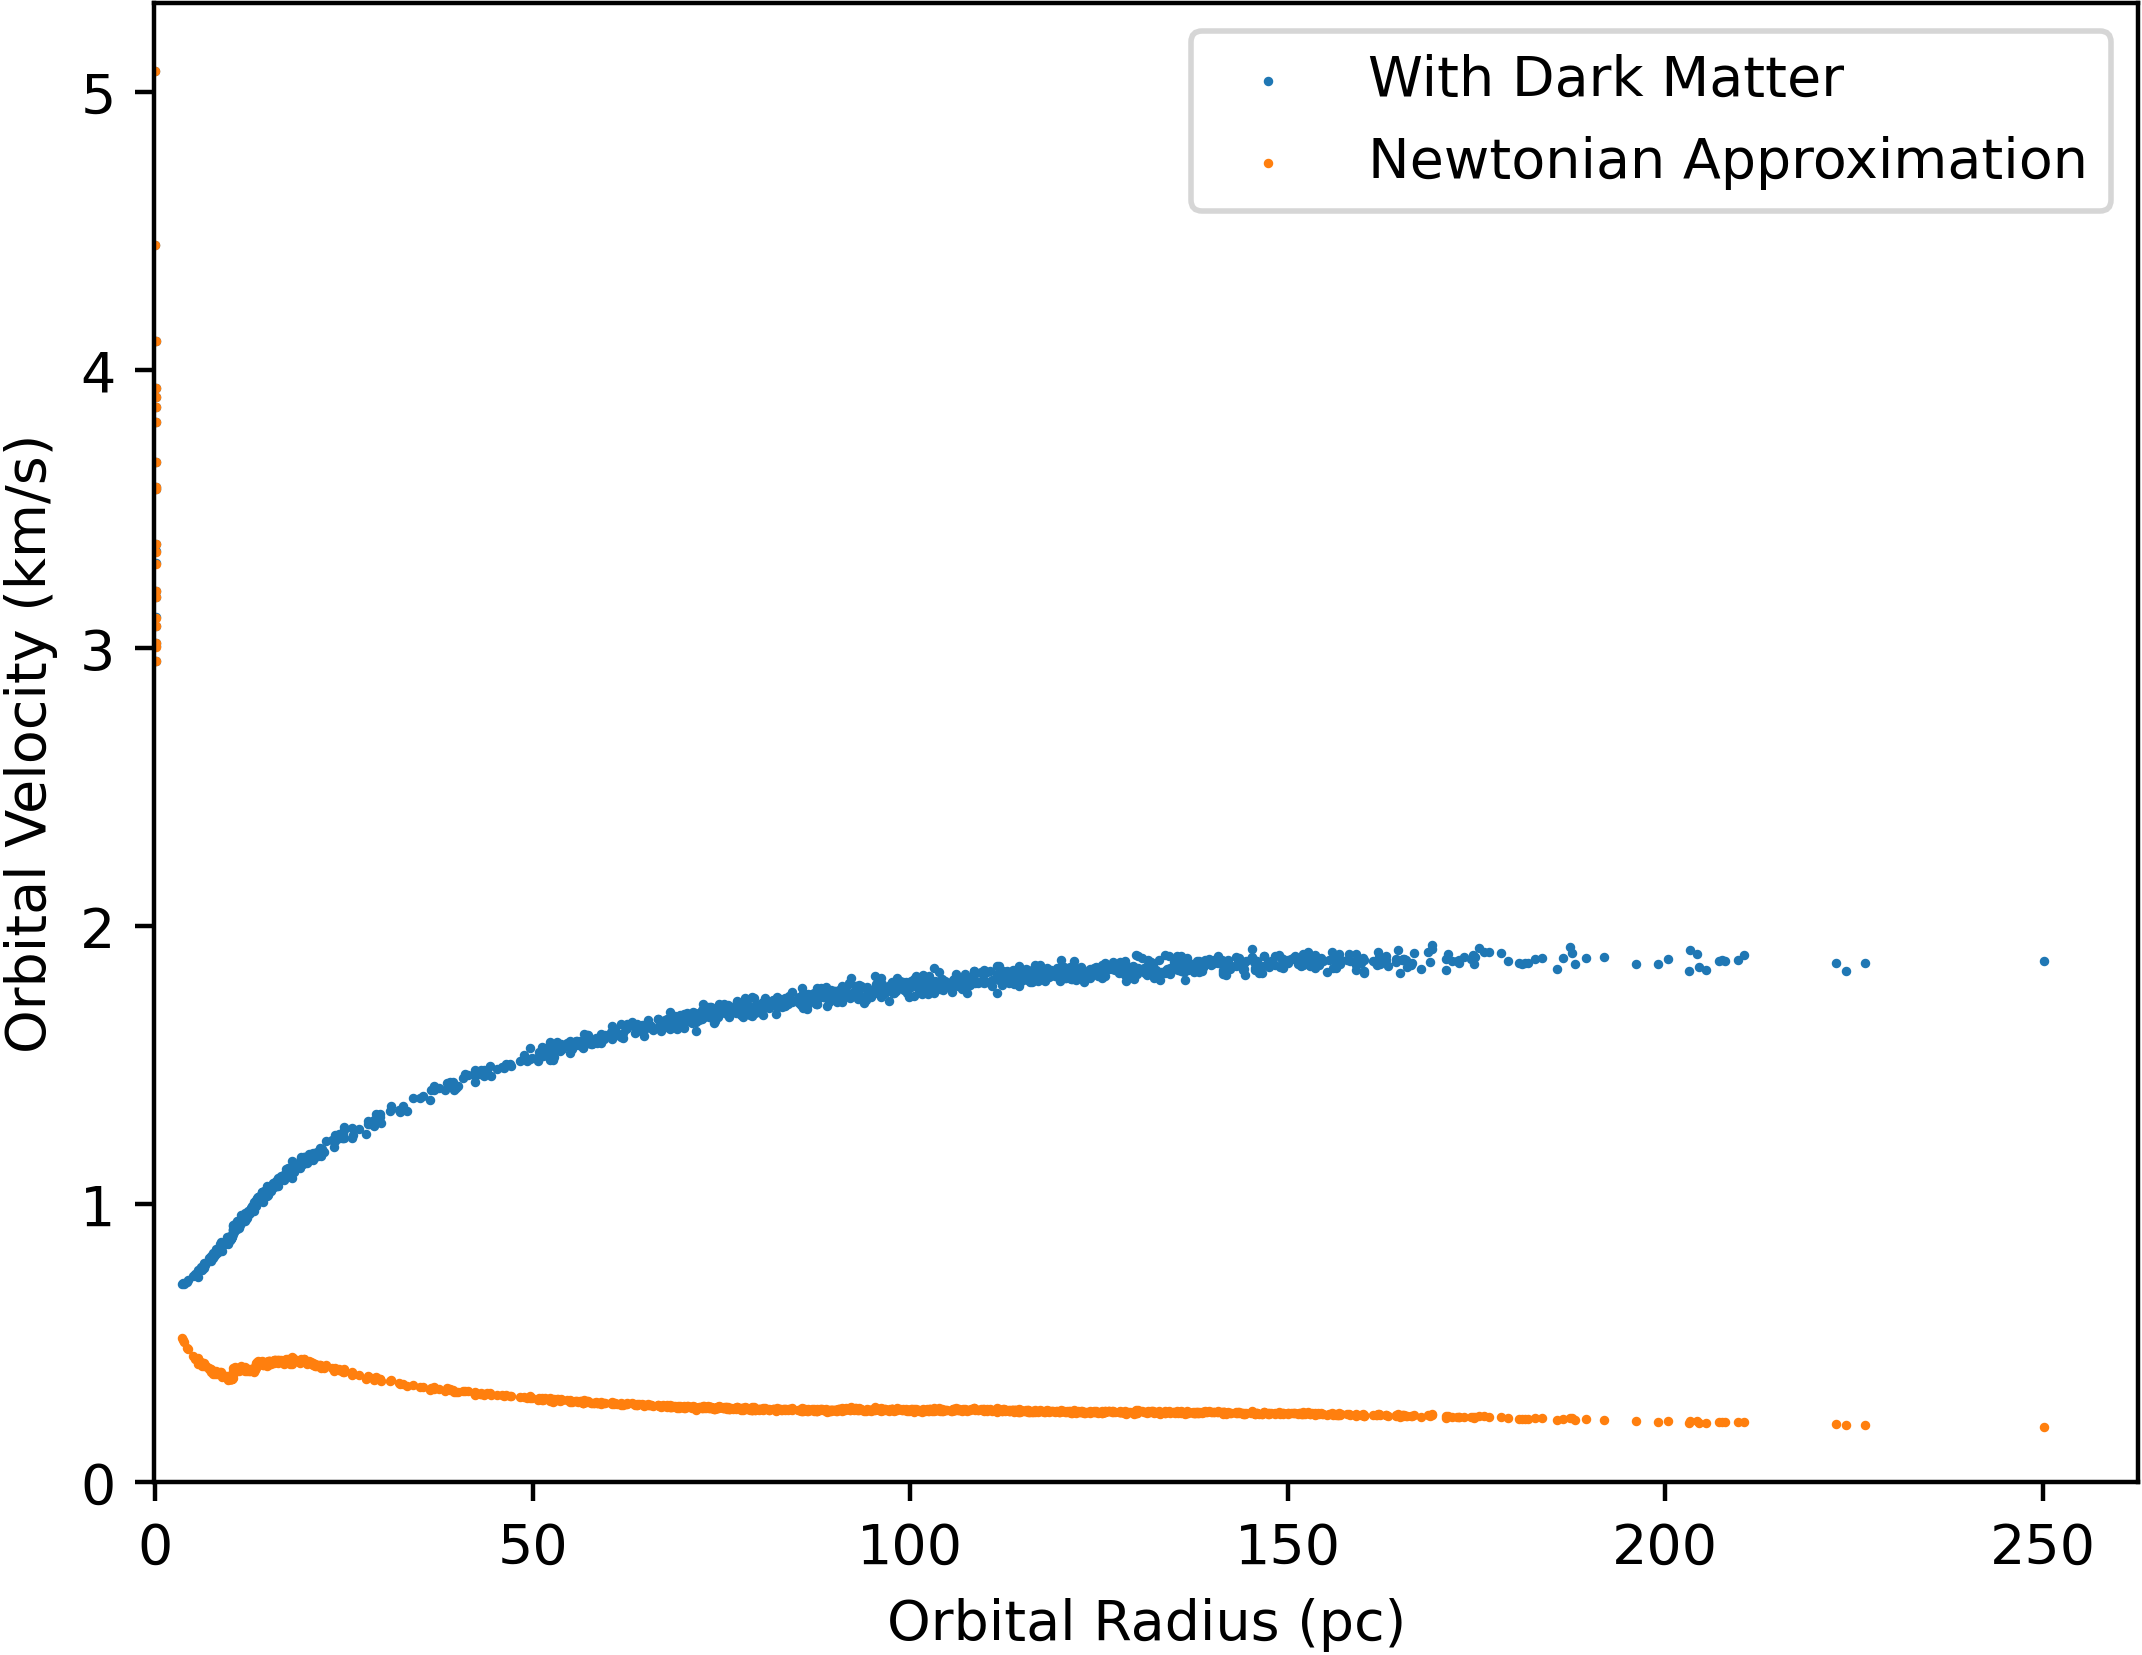 With Dark Matter
Newtonian Approximation
5
4
3
2
1
0
Orbital Velocity (km/s)
0 50 100 150 200 250
Orbital Radius (pc)